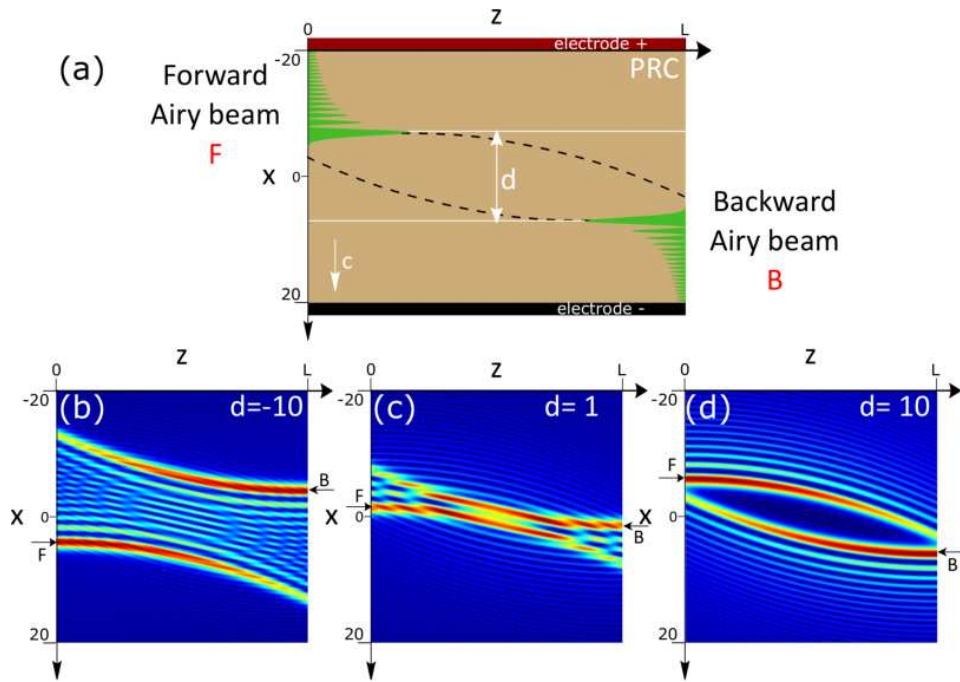 Z
0
L
electrode +
-20
PRC
(a)
Forward
Airy beam
F
d
X
0
Backward
Airy beam
B
c
20
electrode -
Z
0
L
-20
(b)
d=-10
B
X
0
F
20
Z
0
L
-20
(c)
d= 1
F
X
0
B
20
Z
0
L
-20
(d)
d= 10
F
X
0
B
20